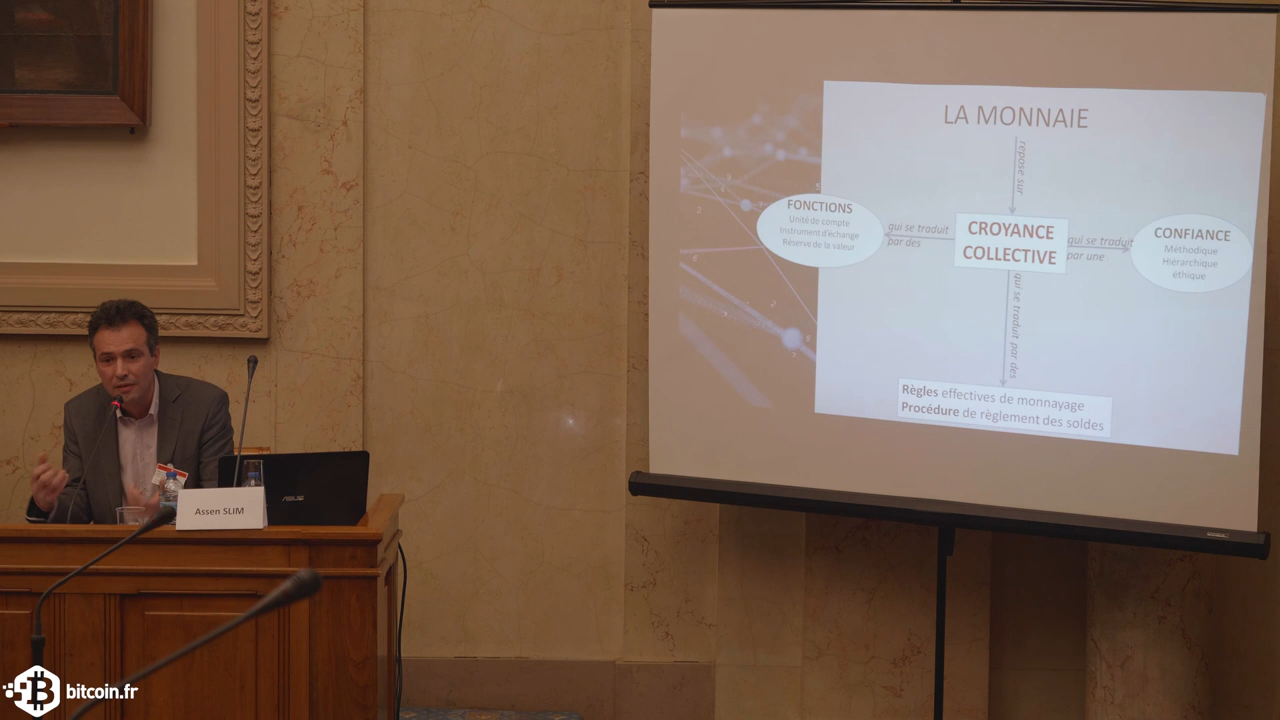 LA MONNAIE
repose sur
FONCTIONS
Unité de compte
Instrument d'échange
Réserve de la valeur
qui se traduit
par des
CROYANCE
COLLECTIVE
qui se traduit
par une
CONFIANCE
Méthodique
Hiérarchique
éthique
qui se traduit par des
Règles effectives de monnayage
Procédure de règlement des soldes
ASUS
Assen SLIM
bitcoin.fr